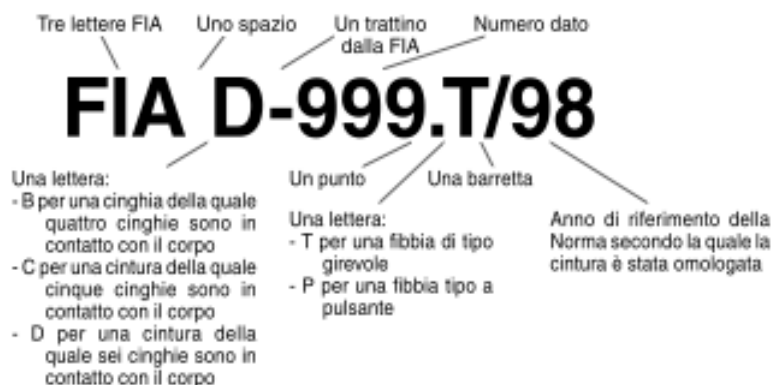 Tre lettere FIA Uno spazio Un trattino Numero dato
dalla FIA
FIA D-999.T/98
Una lettera:
- B per una cinghia della quale
quattro cinghie sono in
contatto con il corpo
- C per una cintura della quale
cinque cinghie sono in
contatto con il corpo
- D per una cintura della
quale sei cinghie sono in
contatto con il corpo
Un punto
Una lettera:
- T per una fibbia di tipo
girevole
- P per una fibbia tipo a
pulsante
Una barretta
Anno di riferimento della
Norma secondo la quale la
cintura è stata omologata